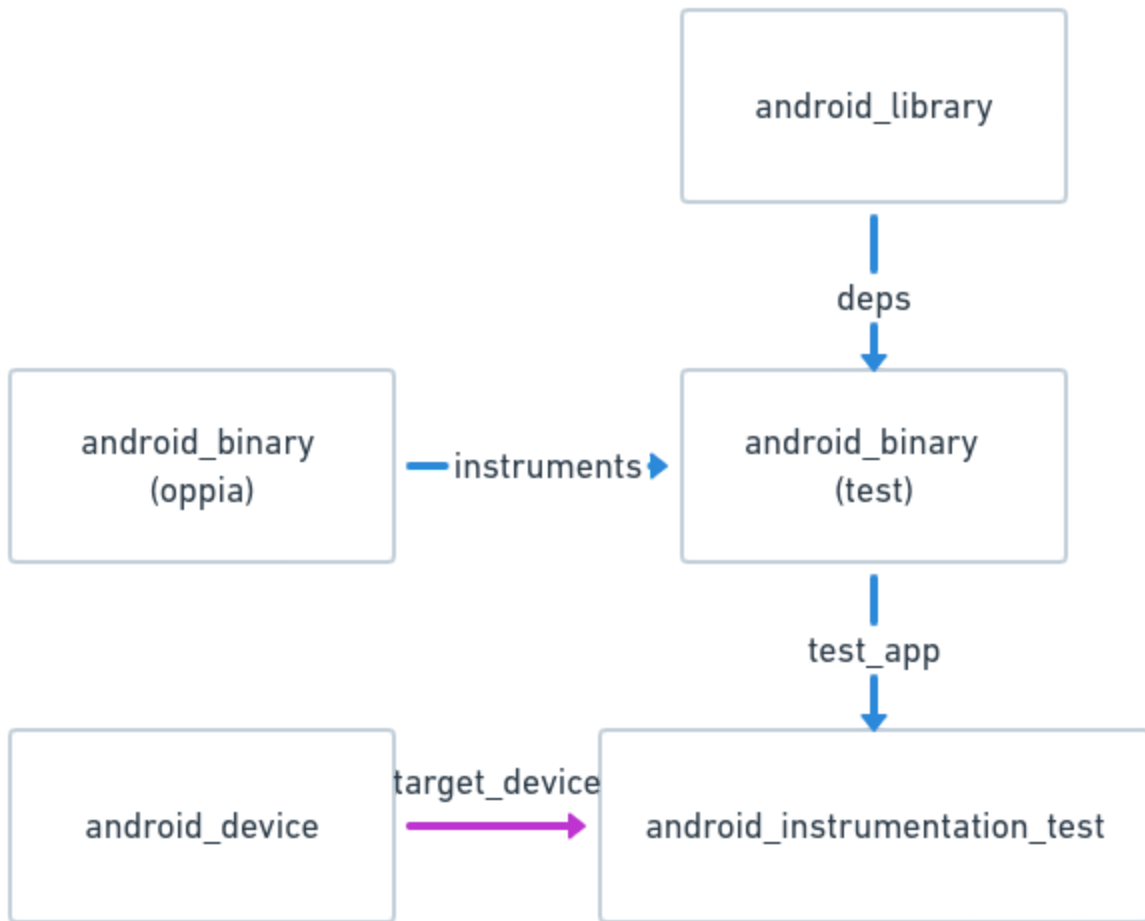 android_library
deps
android_binary
(oppia)
instruments
android_binary
(test)
test_app
android_device
target_device
android_instrumentation_test